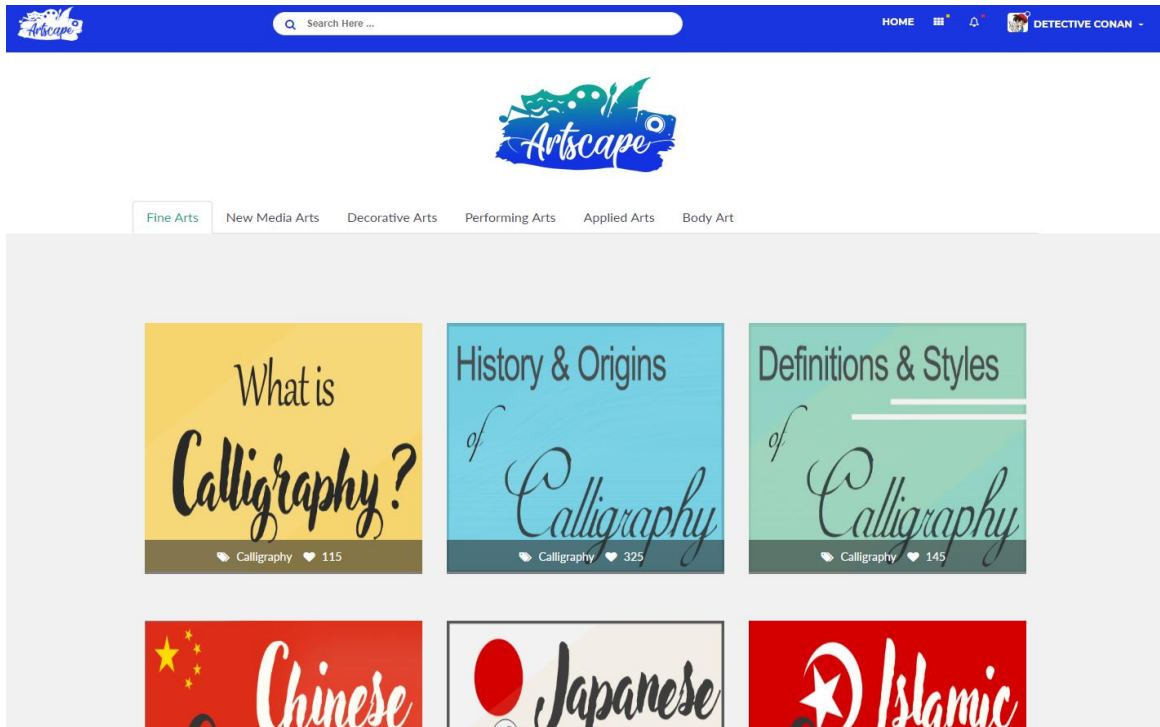 Artscape
Search Here ...
HOME
DETECTIVE CONAN
Artscape
Fine Arts New Media Arts Decorative Arts Performing Arts Applied Arts Body Art
What is
Calligraphy?
Calligraphy 115
History & Origins
of
Calligraphy
Calligraphy 325
Definitions & Styles
of
Calligraphy
Calligraphy 145
Chinese
Japanese
Islamic